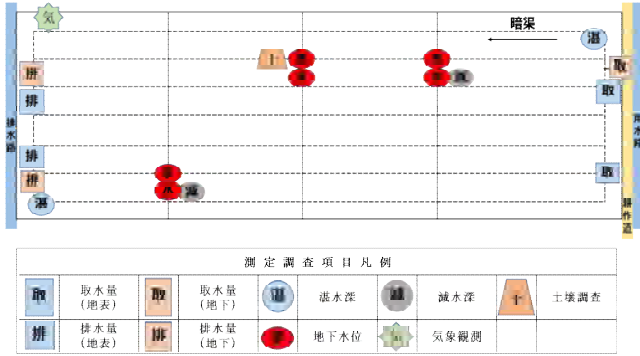 気
暗渠
湛
取
排
取
排
排水路
用水路
排
取
排
湛
耕作道
測定調査項目凡例
取 取水量(地表) 取 取水量(地下) 湛 湛水深 減 減水深 土 土壌調査
排 排水量(地表) 排 排水量(地下) 地下水位 気象観測